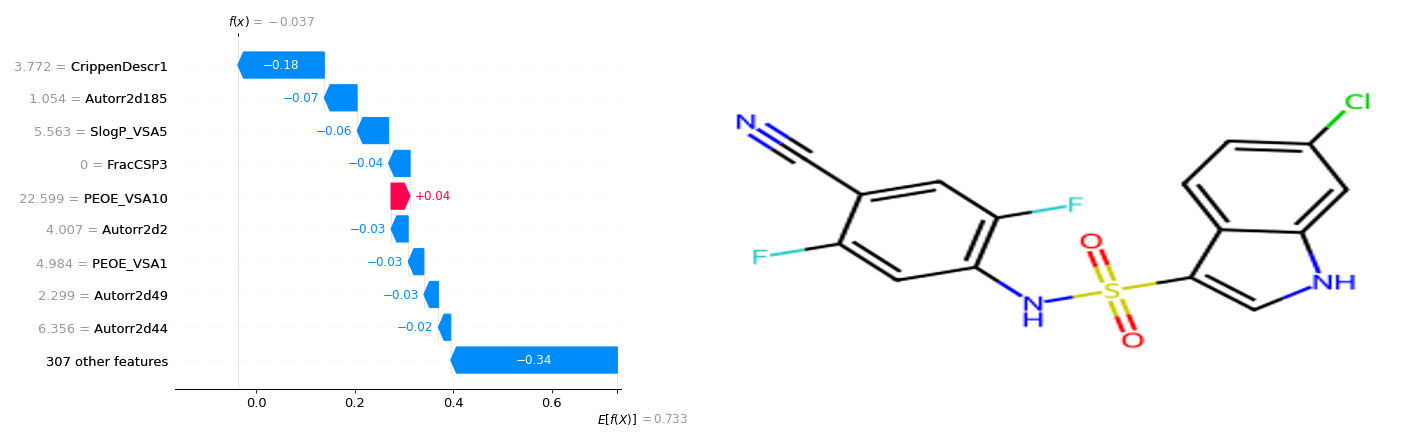 f(x) = −0.037
3.772 = CrippenDescr1
−0.18
1.054 = Autorr2d185
−0.07
5.563 = SlogP_VSA5
−0.06
0 = FracCSP3
−0.04
22.599 = PEOE_VSA10
+0.04
4.007 = Autorr2d2
−0.03
4.984 = PEOE_VSA1
−0.03
2.299 = Autorr2d49
−0.03
6.356 = Autorr2d44
−0.02
307 other features
−0.34
0.0 0.2 0.4 0.6
E[f(X)] = 0.733
N
F
F
N
H
O
S
O
Cl
NH